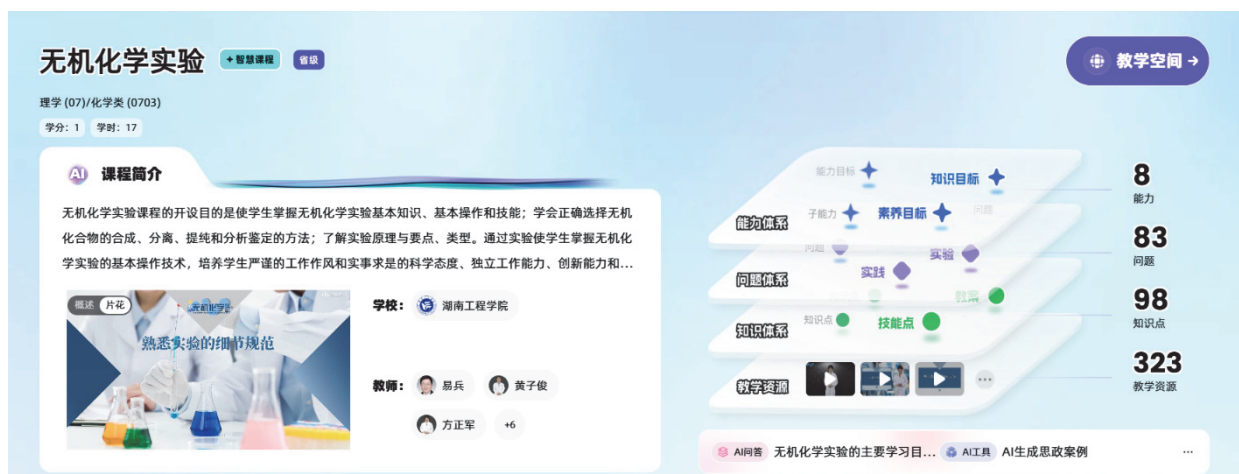 无机化学实验
+智慧课程
省级
教学空间→
理学 (07)/化学类 (0703)
学分：1
学时：17
AI 课程简介
无机化学实验课程的开设目的是使学生掌握无机化学实验基本知识、基本操作和技能；学会正确选择无机
化合物的合成、分离、提纯和分析鉴定的方法；了解实验原理与要点、类型。通过实验使学生掌握无机化
学实验的基本操作技术，培养学生严谨的工作作风和实事求是的科学态度、独立工作能力、创新能力和...
概述
片花
无机化学
熟悉实验的细节规范
学校：
湖南工程学院
教师：
易兵
黄子俊
方正军
+6
能力目标
知识目标
能力体系
子能力
素养目标
问题
问题
实验
问题体系
实践
教案
知识体系
知识点
技能点
教学资源
...
8
能力
83
问题
98
知识点
323
教学资源
AI问答
无机化学实验的主要学习目...
AI工具
AI生成思政案例
...